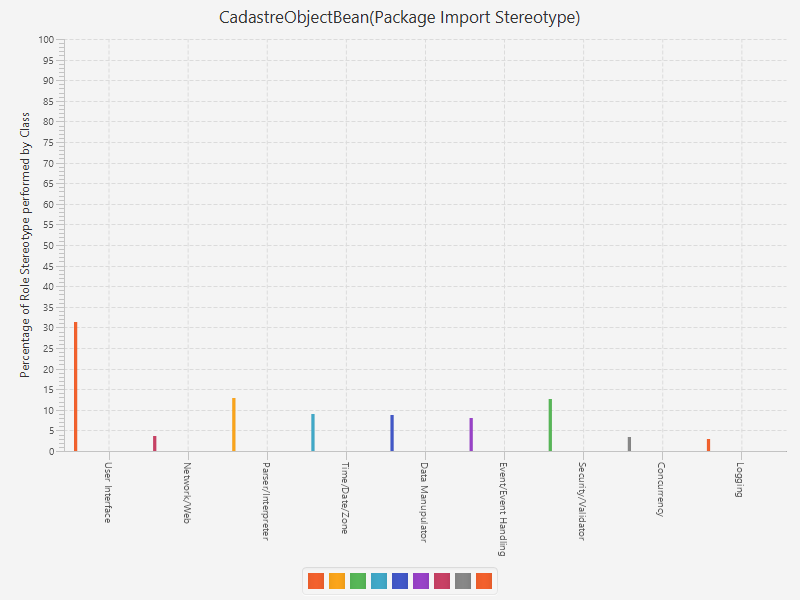 CadastreObjectBean(Package Import Stereotype)
Percentage of Role Stereotype performed by Class
100
95
90
85
80
75
70
65
60
55
50
45
40
35
30
25
20
15
10
5
0
User Interface
Network/Web
Parser/Interpreter
Time/Date/Zone
Data Manupulator
Event/Event Handling
Security/Validator
Concurrency
Logging